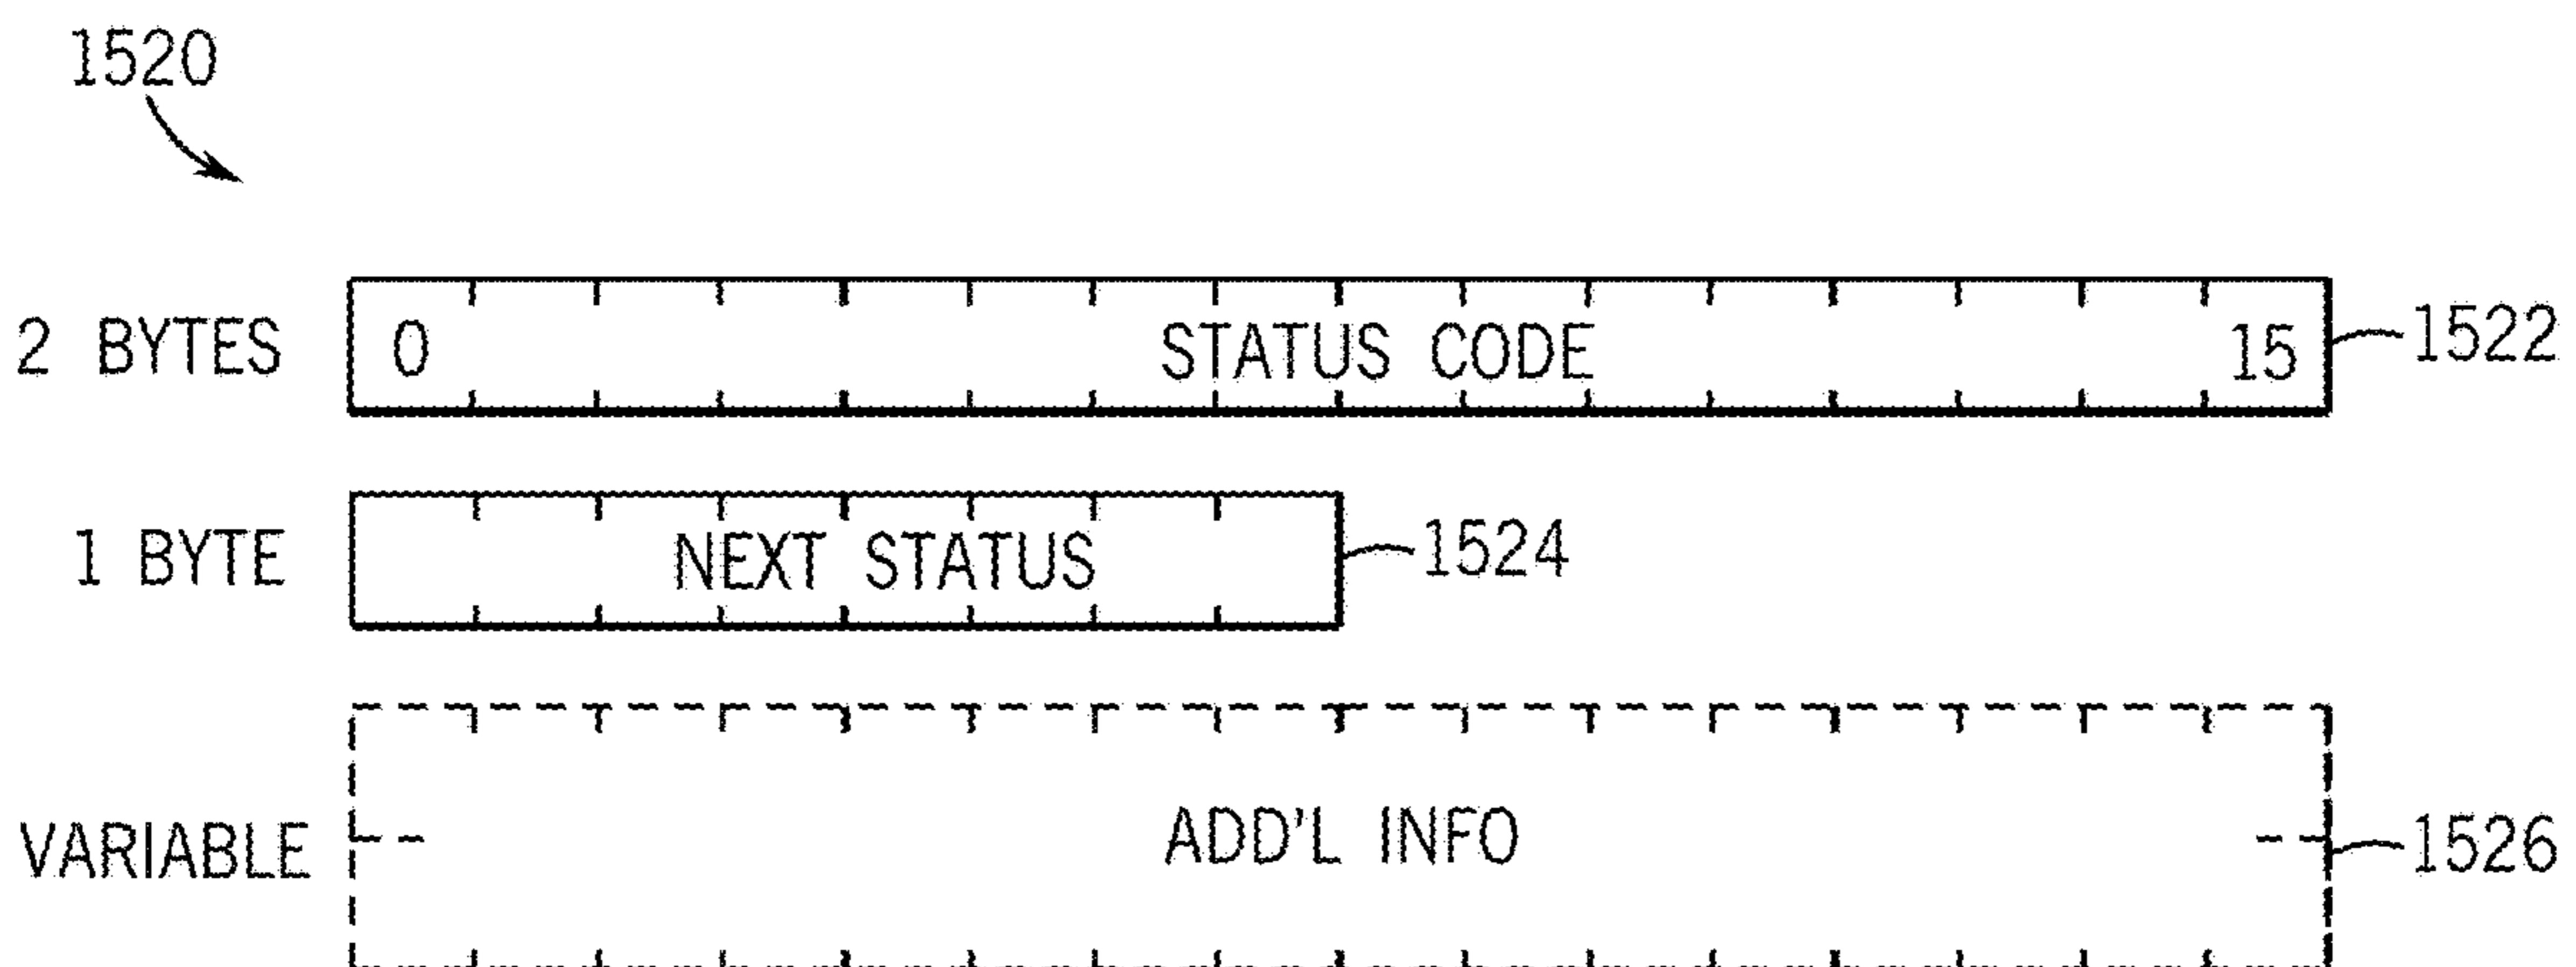 1520
2 BYTES 0 STATUS CODE 15 1522
1 BYTE NEXT STATUS 1524
VARIABLE ADD'L INFO 1526